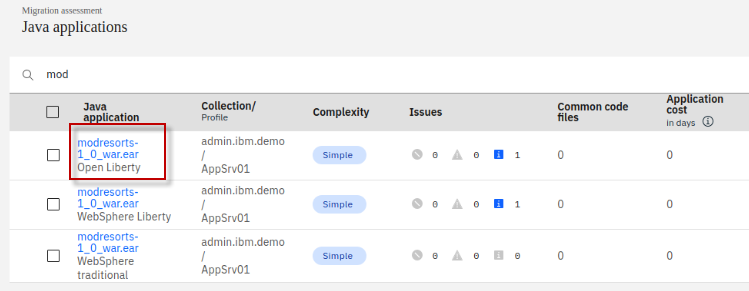 Migration assessment
Java applications
mod
Java application Collection/ Profile Complexity Issues Common code files Application cost in days
modresorts-1_0_war.ear Open Liberty admin.ibm.demo / AppSrv01 Simple 0 0 1 0 0
modresorts-1_0_war.ear WebSphere Liberty admin.ibm.demo / AppSrv01 Simple 0 0 1 0 0
modresorts-1_0_war.ear WebSphere traditional admin.ibm.demo / AppSrv01 Simple 0 0 0 0 0